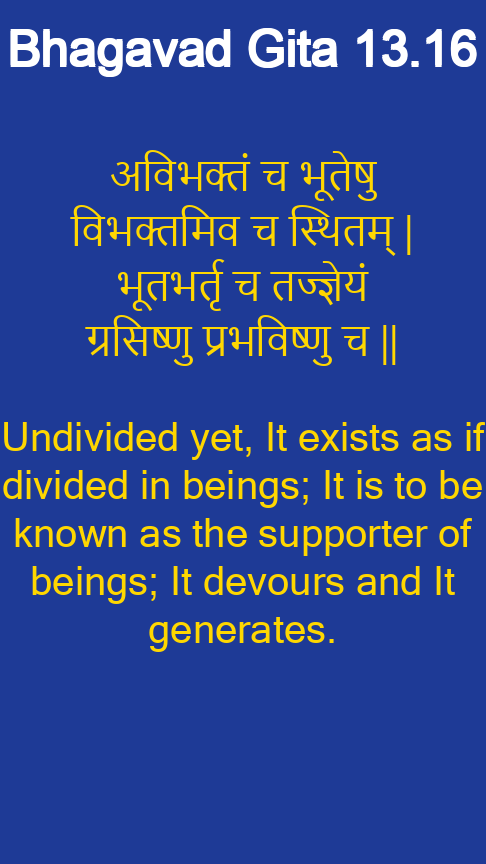 Bhagavad Gita 13.16
अविभक्तं च भूतेषु
विभक्तमिव च स्थितम् |
भूतभर्तृ च तज्ज्ञेयं
ग्रसिष्णु प्रभविष्णु च ||
Undivided yet, It exists as if
divided in beings; It is to be
known as the supporter of
beings; It devours and It
generates.